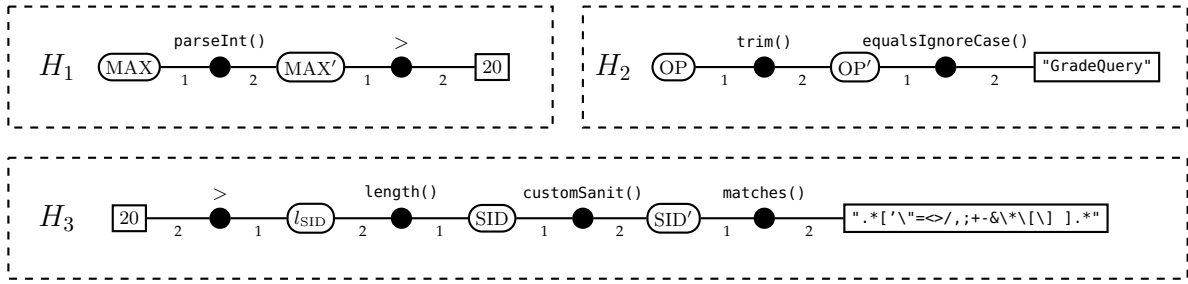 parseInt() >
H1 MAX MAX′ 20
1 2 1 2
trim() equalsIgnoreCase()
H2 OP OP′ "GradeQuery"
1 2 1 2
> length() customSanit() matches()
H3 20 lSID SID SID′ ".*['\"=<>/,;+-&\*\[\] ].*"
2 1 2 1 1 2 1 2